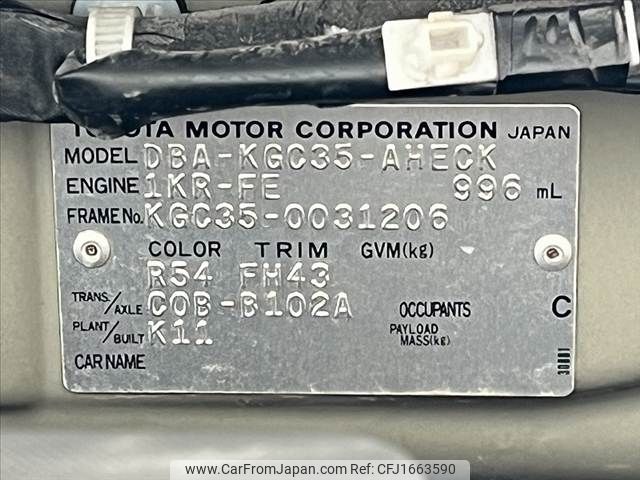 TOYOTA MOTOR CORPORATION JAPAN
MODEL DBA-KGC35-AHECK
ENGINE 1KR-FE 996 mL
FRAME No. KGC35-0031206
COLOR TRIM GVM(kg)
R54 FM43
TRANS./AXLE C0B-B102A OCCUPANTS C
PLANT/BUILT K11 PAYLOAD MASS(kg)
CAR NAME
www.CarFromJapan.com - Ref No. CFJ1663590